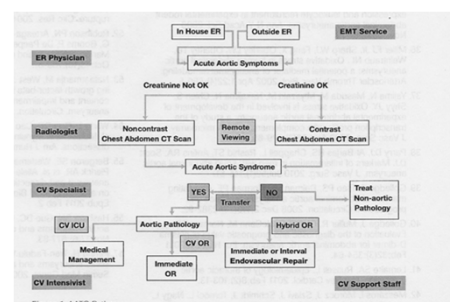 In House ER
Outside ER
EMT Service
ER Physician
Acute Aortic Symptoms
Creatinine Not OK
Creatinine OK
Radiologist
Noncontrast
Chest Abdomen CT Scan
Remote
Viewing
Contrast
Chest Abdomen CT Scan
Acute Aortic Syndrome
CV Specialist
YES
NO
Transfer
Treat
Non-aortic
Pathology
CV ICU
Aortic Pathology
Hybrid OR
CV OR
Medical
Management
Immediate
OR
Immediate or Interval
Endovascular Repair
CV Intensivist
CV Support Staff